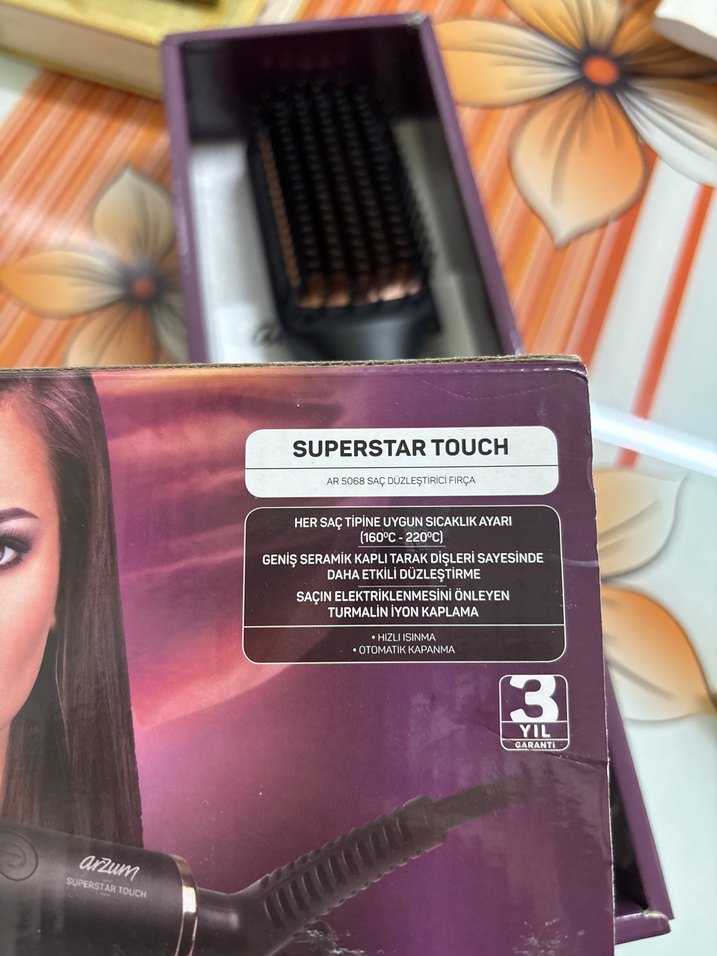 SUPERSTAR TOUCH
AR 5068 SAÇ DÜZLEŞTİRİCİ FIRÇA
HER SAÇ TİPİNE UYGUN SICAKLIK AYARI
(160ºC - 220ºC)
GENİŞ SERAMİK KAPLI TARAK DİŞLERİ SAYESİNDE
DAHA ETKİLİ DÜZLEŞTİRME
SAÇIN ELEKTRİKLENMESİNİ ÖNLEYEN
TURMALİN İYON KAPLAMA
• HIZLI ISINMA
• OTOMATİK KAPANMA
3
YIL
GARANTİ
arzum
SUPERSTAR TOUCH